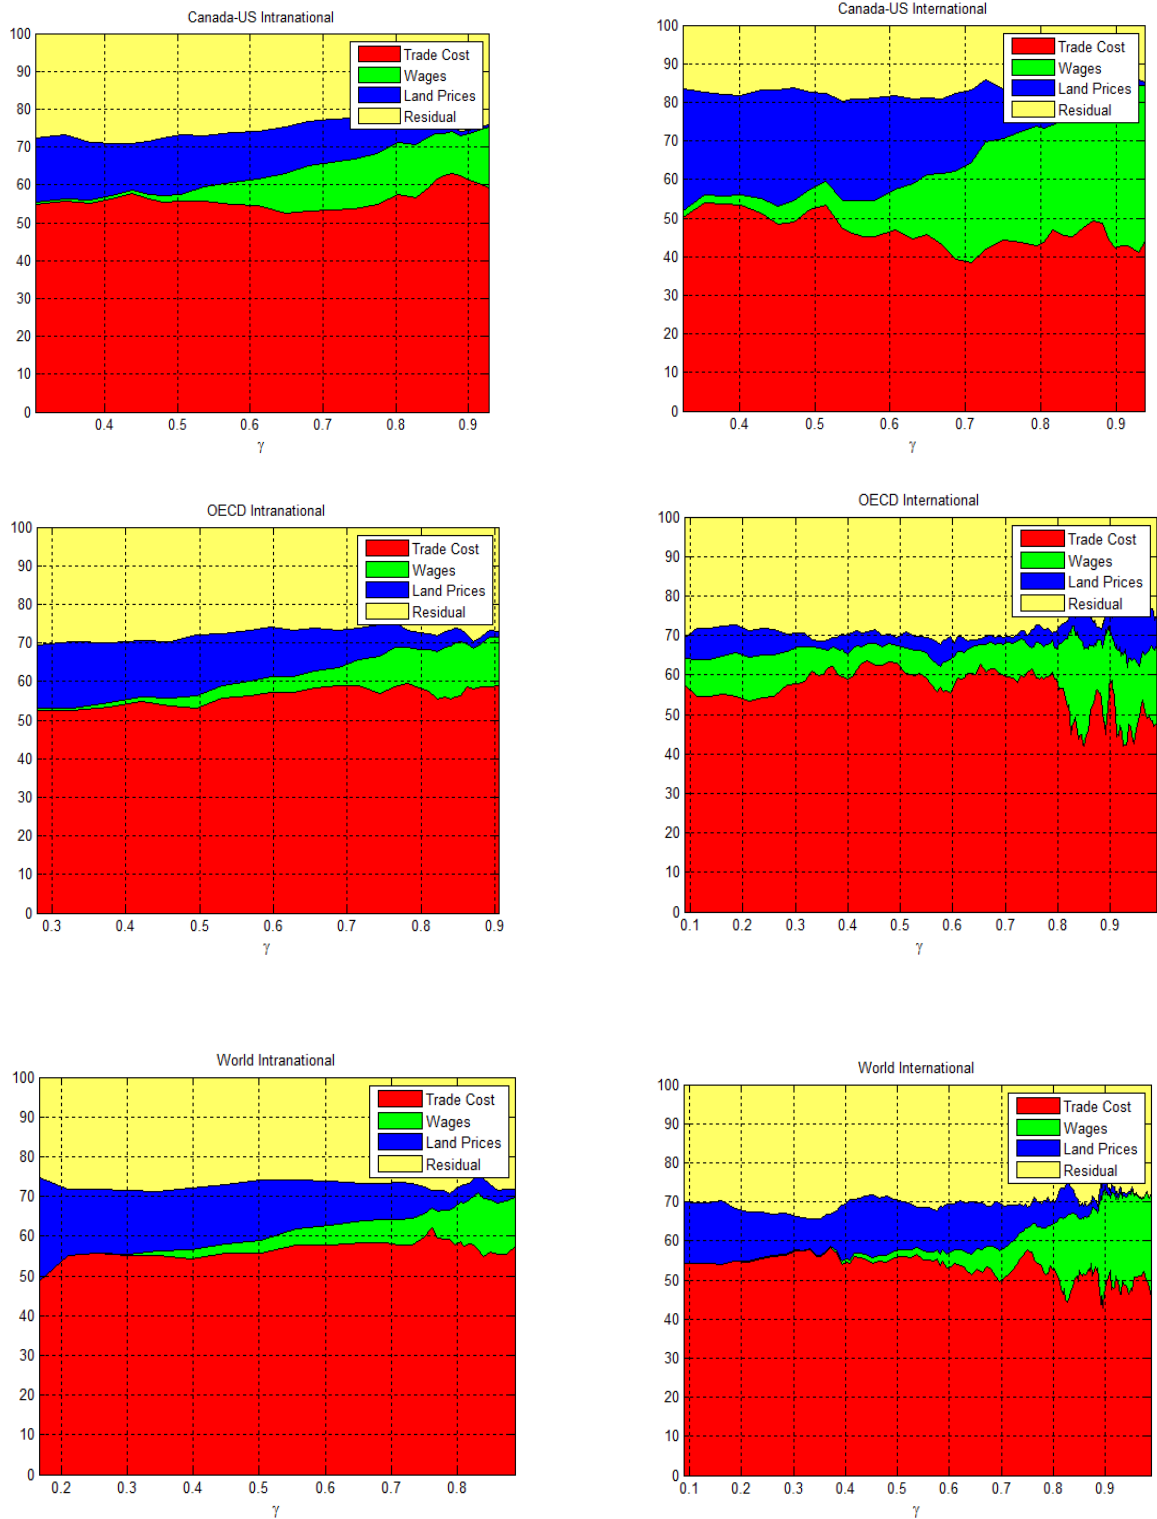 Canada-US Intranational
100
90
80
70
60
50
40
30
20
10
0
Trade Cost
Wages
Land Prices
Residual
0.4 0.5 0.6 0.7 0.8 0.9
γ
Canada-US International
100
90
80
70
60
50
40
30
20
10
0
Trade Cost
Wages
Land Prices
Residual
0.4 0.5 0.6 0.7 0.8 0.9
γ
OECD Intranational
100
90
80
70
60
50
40
30
20
10
0
Trade Cost
Wages
Land Prices
Residual
0.3 0.4 0.5 0.6 0.7 0.8 0.9
γ
OECD International
100
90
80
70
60
50
40
30
20
10
0
Trade Cost
Wages
Land Prices
Residual
0.1 0.2 0.3 0.4 0.5 0.6 0.7 0.8 0.9
γ
World Intranational
100
90
80
70
60
50
40
30
20
10
0
Trade Cost
Wages
Land Prices
Residual
0.2 0.3 0.4 0.5 0.6 0.7 0.8
γ
World International
100
90
80
70
60
50
40
30
20
10
0
Trade Cost
Wages
Land Prices
Residual
0.1 0.2 0.3 0.4 0.5 0.6 0.7 0.8 0.9
γ